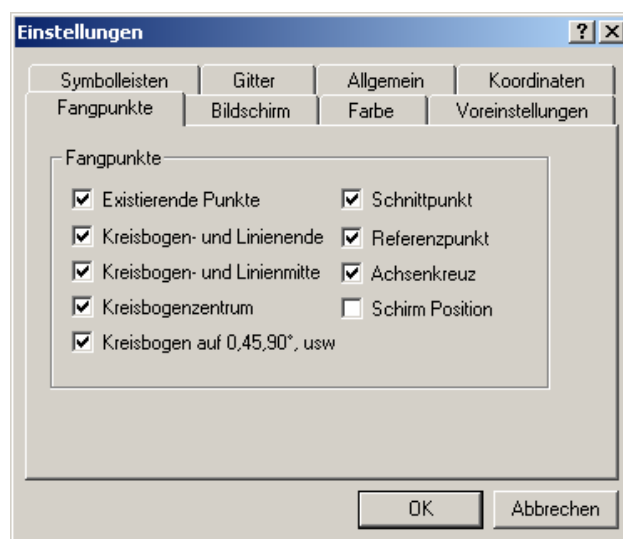 Einstellungen
Symbolleisten Gitter Allgemein Koordinaten
Fangpunkte Bildschirm Farbe Voreinstellungen
Fangpunkte
Existierende Punkte Schnittpunkt
Kreisbogen- und Linienende Referenzpunkt
Kreisbogen- und Linienmitte Achsenkreuz
Kreisbogenzentrum Schirm Position
Kreisbogen auf 0,45,90°, usw
OK Abbrechen